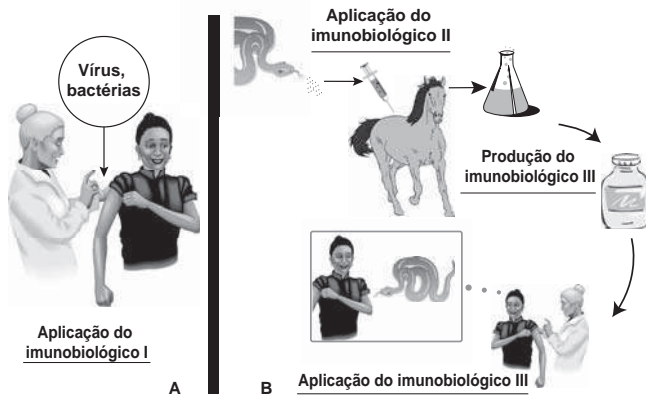 Vírus,
bactérias
Aplicação do
imunobiológico I
A
Aplicação do
imunobiológico II
Produção do
imunobiológico III
B
Aplicação do imunobiológico III